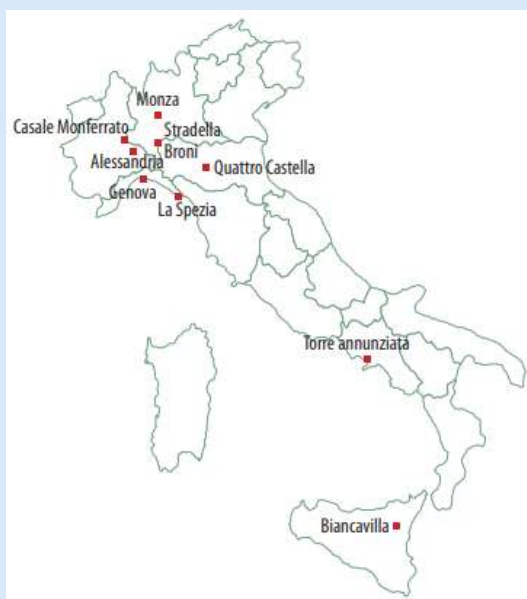 Monza
Casale Monferrato
Stradella
Broni
Alessandria
Quattro Castella
Genova
La Spezia
Torre annunziata
Biancavilla